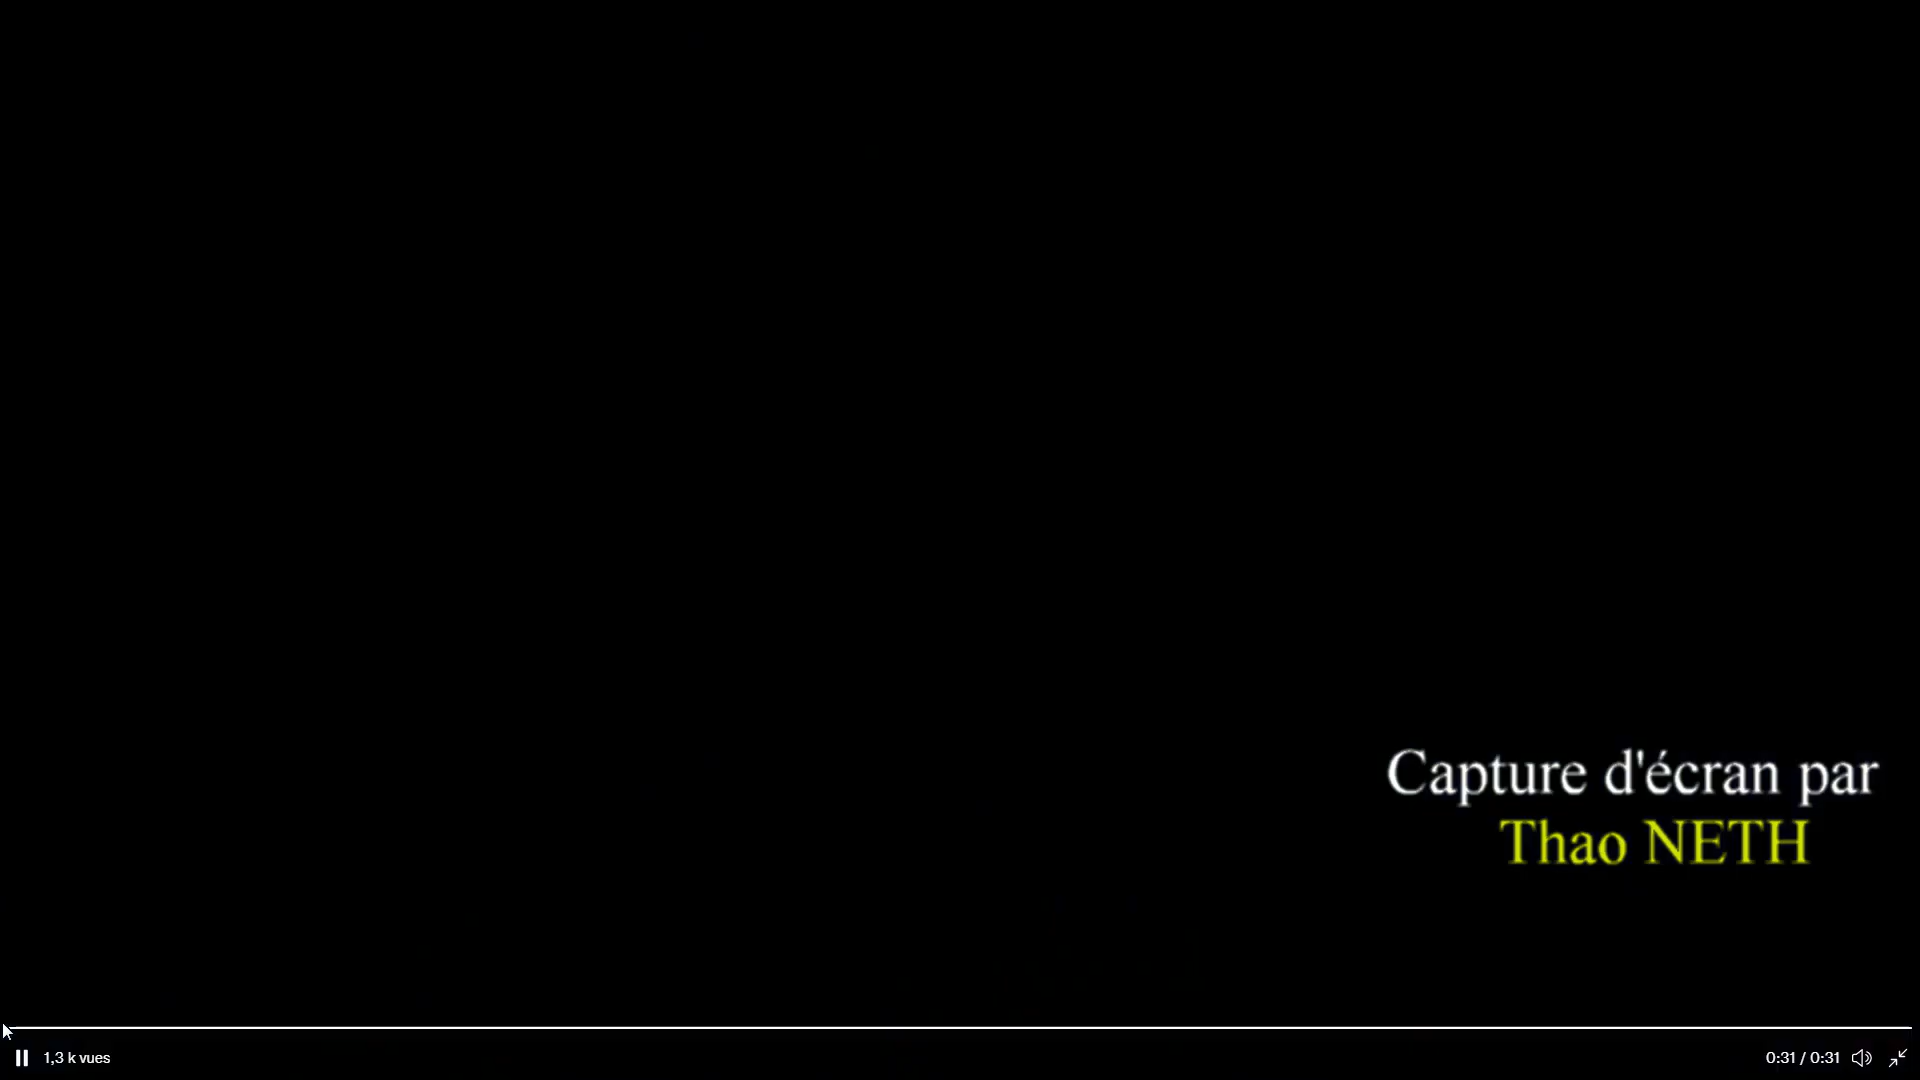 Capture d'écran par
Thao NETH
1,3 k vues
0:31 / 0:31